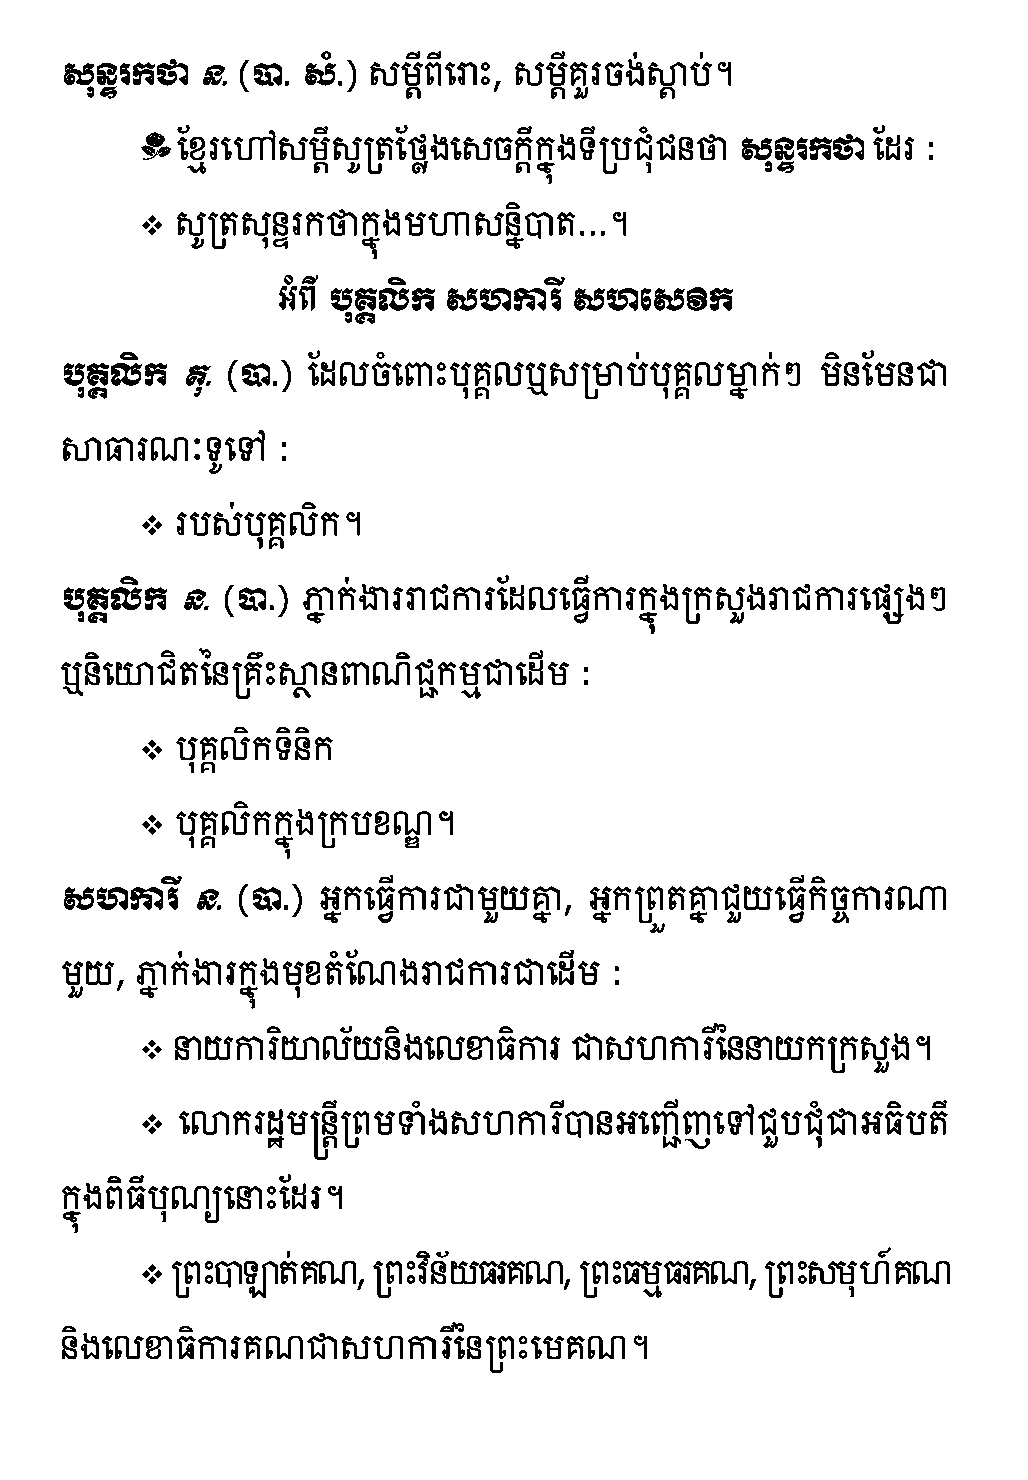 សុន្ទរកថា ន. (បា. សំ.) សម្ដីពីរោះ, សម្ដីគួរចង់ស្ដាប់។
ខ្មែរហៅសម្ដីសូត្រថ្លែងសេចក្ដីក្នុងទីប្រជុំជនថា សុន្ទរកថា ដែរ :
❖ សូត្រសុន្ទរកថាក្នុងមហាសន្និបាត...។
អំពី បុគ្គលិក សហការី សហសេវិក
បុគ្គលិក គុ. (បា.) ដែលចំពោះបុគ្គលឬសម្រាប់បុគ្គលម្នាក់ៗ មិនមែនជា
សាធារណៈទូទៅ :
❖ របស់បុគ្គលិក។
បុគ្គលិក ន. (បា.) ភ្នាក់ងាររាជការដែលធ្វើការក្នុងក្រសួងរាជការផ្សេងៗ
ឬនិយោជិតនៃគ្រឹះស្ថានពាណិជ្ជកម្មជាដើម :
❖ បុគ្គលិកទិនិក
❖ បុគ្គលិកក្នុងក្របខណ្ឌ។
សហការី ន. (បា.) អ្នកធ្វើការជាមួយគ្នា, អ្នកព្រួតគ្នាជួយធ្វើកិច្ចការណា
មួយ, ភ្នាក់ងារក្នុងមុខតំណែងរាជការជាដើម :
❖ នាយការិយាល័យនិងលេខាធិការ ជាសហការីនៃនាយកក្រសួង។
❖ លោករដ្ឋមន្ត្រីព្រមទាំងសហការីបានអញ្ជើញទៅជួបជុំជាអធិបតី
ក្នុងពិធីបុណ្យនោះដែរ។
❖ ព្រះបាឡាត់គណ, ព្រះវិន័យធរគណ, ព្រះធម្មធរគណ, ព្រះសមុហ៍គណ
និងលេខាធិការគណជាសហការីនៃព្រះមេគណ។